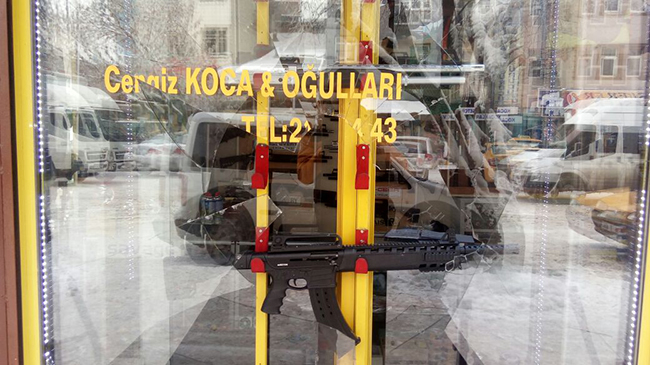 Cengiz KOCA & OĞULLARI
TEL:2 43